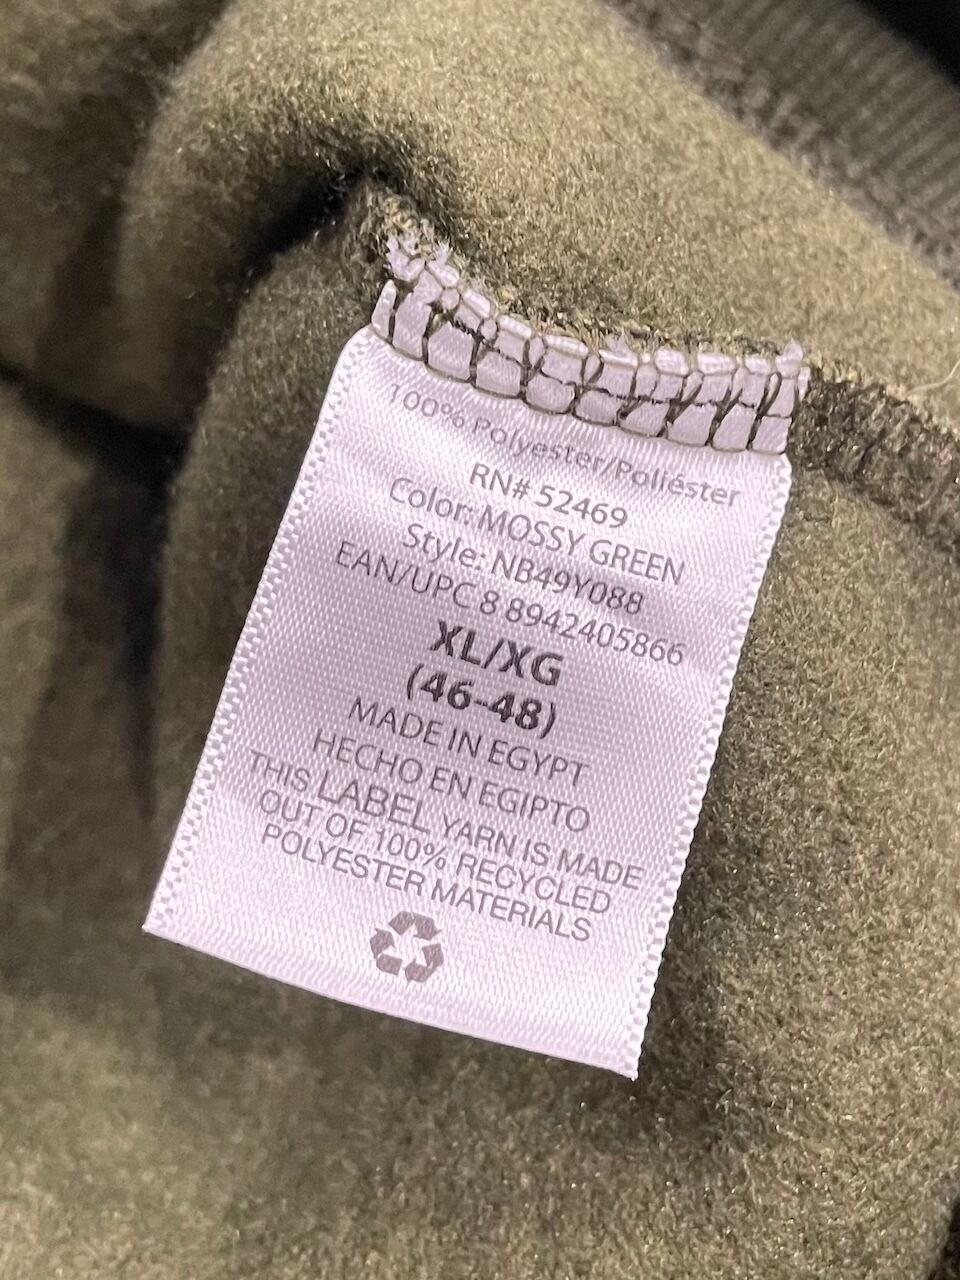 100% Polyester/Poliéster
RN# 52469
Color: MOSSY GREEN
Style: NB49Y088
EAN/UPC 8 8942405866
XL/XG
(46-48)
MADE IN EGYPT
HECHO EN EGIPTO
THIS LABEL YARN IS MADE
OUT OF 100% RECYCLED
POLYESTER MATERIALS